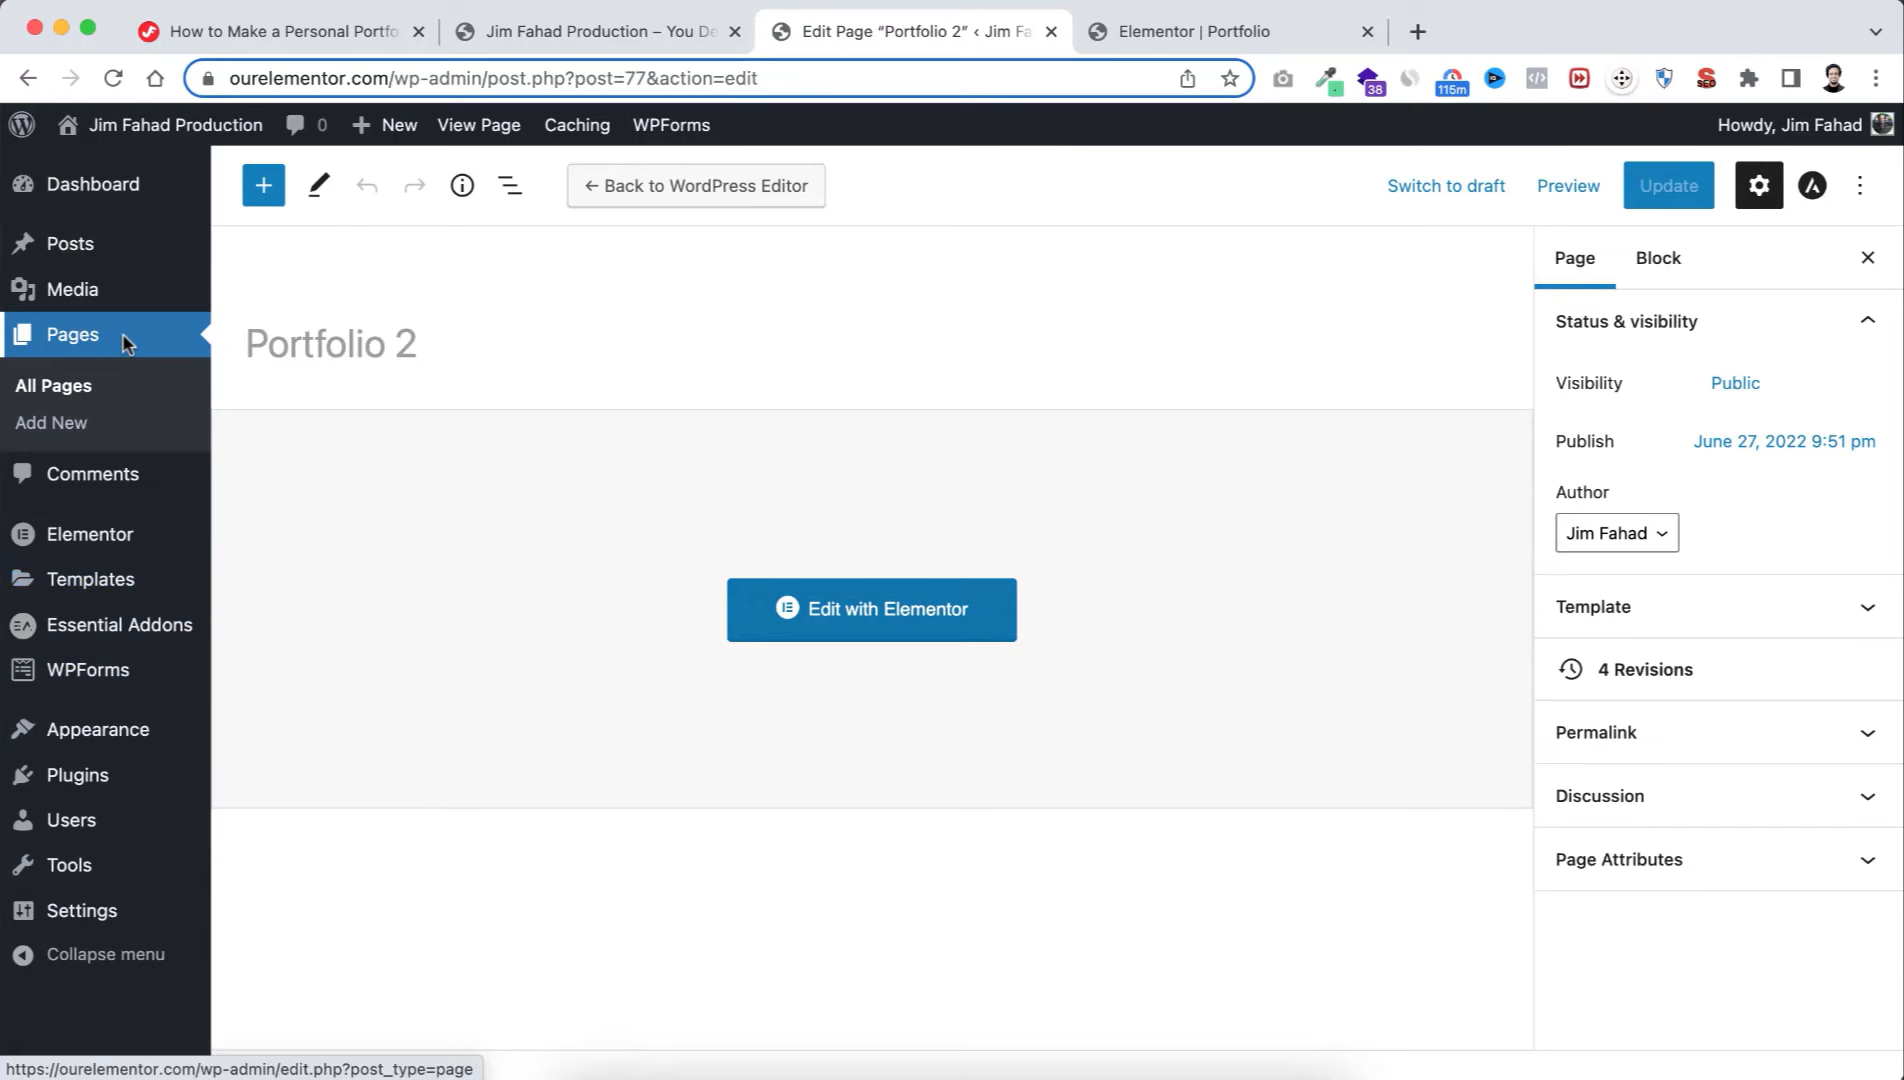 How to Make a Personal Portfo
Jim Fahad Production – You De
Edit Page “Portfolio 2” ‹ Jim Fa
Elementor | Portfolio
ourelementor.com/wp-admin/post.php?post=77&action=edit
38
115m
SEO
Jim Fahad Production
0
New
View Page
Caching
WPForms
Howdy, Jim Fahad
Dashboard
Posts
Media
Pages
All Pages
Add New
Comments
Elementor
Templates
Essential Addons
WPForms
Appearance
Plugins
Users
Tools
Settings
Collapse menu
← Back to WordPress Editor
Switch to draft
Preview
Update
Portfolio 2
Edit with Elementor
Page
Block
Status & visibility
Visibility
Public
Publish
June 27, 2022 9:51 pm
Author
Jim Fahad
Template
4 Revisions
Permalink
Discussion
Page Attributes
https://ourelementor.com/wp-admin/edit.php?post_type=page